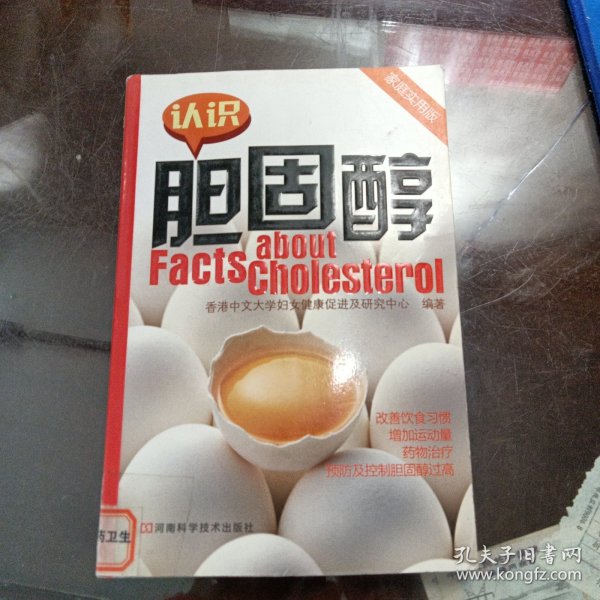 家庭实用版
认识
胆固醇
Facts about Cholesterol
香港中文大学妇女健康促进及研究中心 编著
改善饮食习惯
增加运动量
药物治疗
预防及控制胆固醇过高
药卫生
河南科学技术出版社
孔夫子旧书网
www.kongfz.com